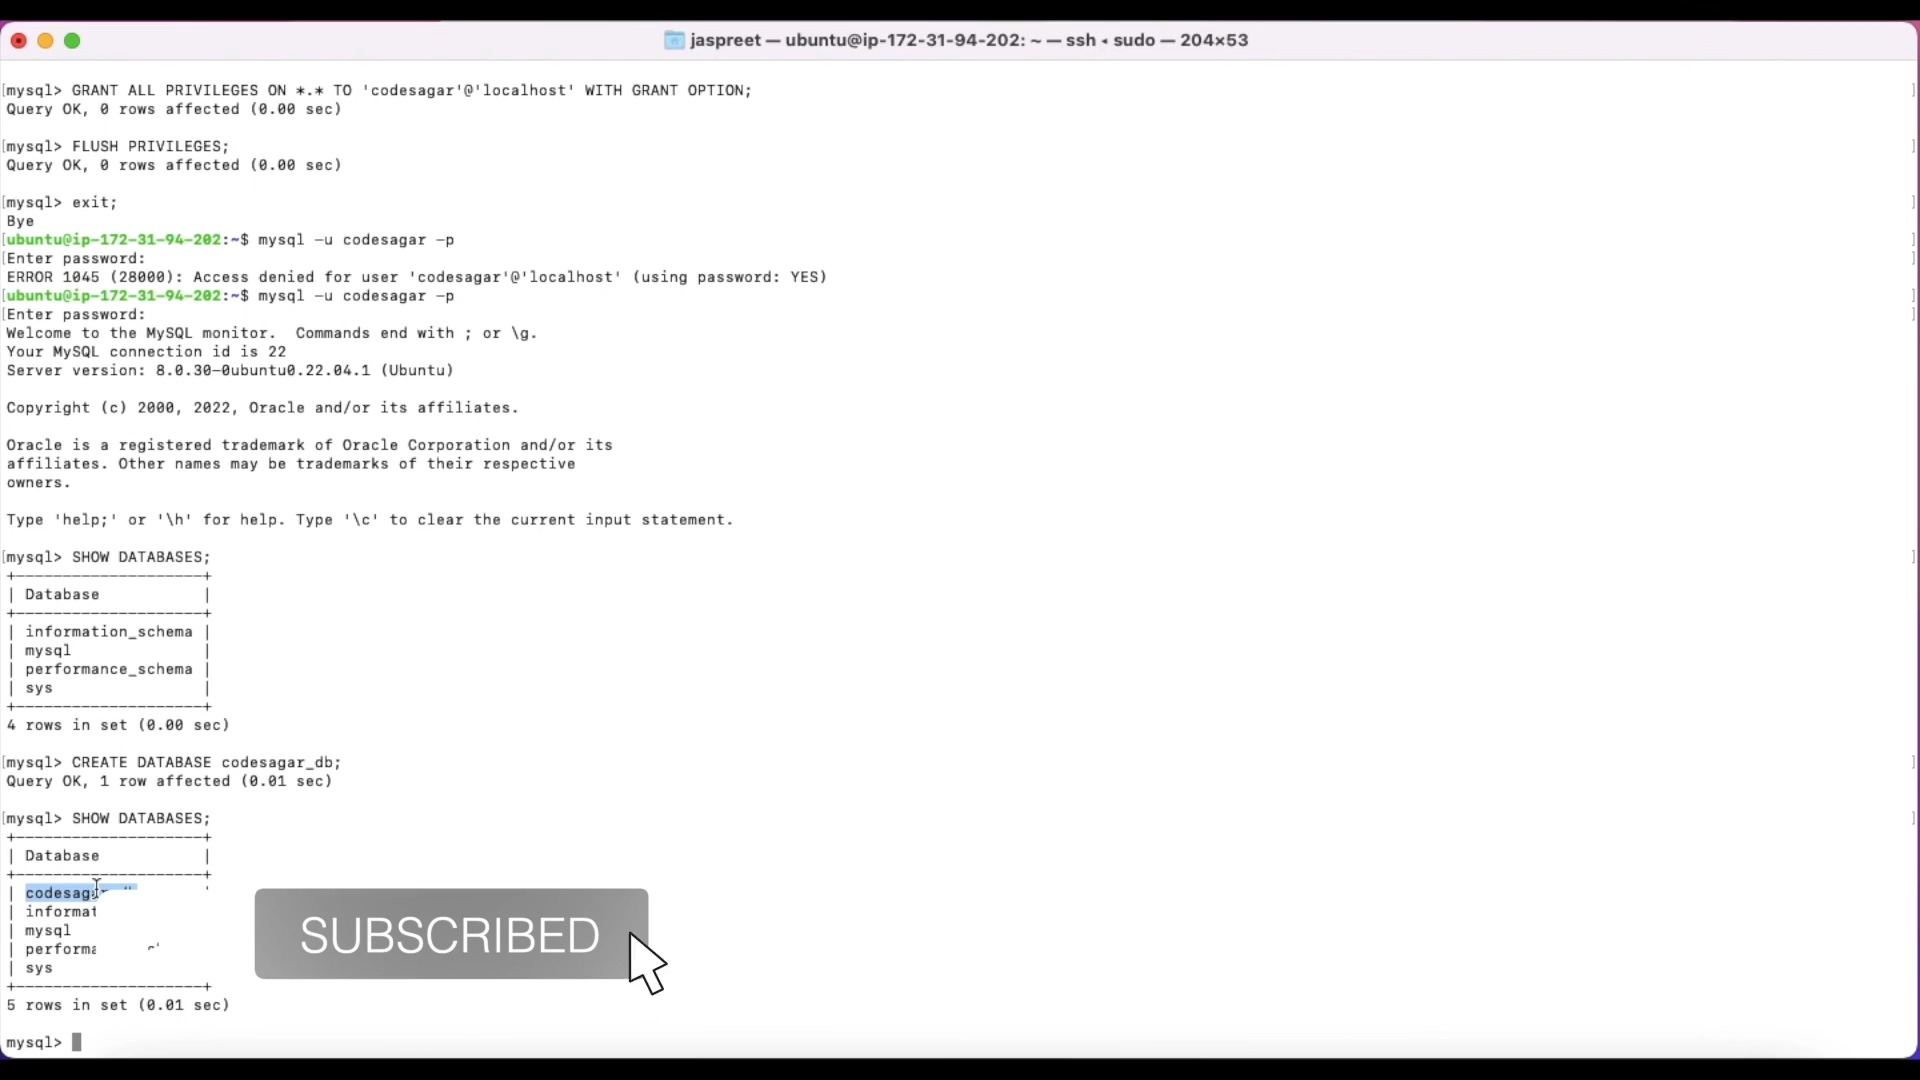 jaspreet — ubuntu@ip-172-31-94-202: ~ — ssh ◂ sudo — 204×53
mysql> GRANT ALL PRIVILEGES ON *.* TO 'codesagar'@'localhost' WITH GRANT OPTION;
Query OK, 0 rows affected (0.00 sec)
mysql> FLUSH PRIVILEGES;
Query OK, 0 rows affected (0.00 sec)
mysql> exit;
Bye
ubuntu@ip-172-31-94-202:~$ mysql -u codesagar -p
Enter password:
ERROR 1045 (28000): Access denied for user 'codesagar'@'localhost' (using password: YES)
ubuntu@ip-172-31-94-202:~$ mysql -u codesagar -p
Enter password:
Welcome to the MySQL monitor.  Commands end with ; or \g.
Your MySQL connection id is 22
Server version: 8.0.30-0ubuntu0.22.04.1 (Ubuntu)
Copyright (c) 2000, 2022, Oracle and/or its affiliates.
Oracle is a registered trademark of Oracle Corporation and/or its
affiliates. Other names may be trademarks of their respective
owners.
Type 'help;' or '\h' for help. Type '\c' to clear the current input statement.
mysql> SHOW DATABASES;
+--------------------+
| Database           |
+--------------------+
| information_schema |
| mysql              |
| performance_schema |
| sys                |
+--------------------+
4 rows in set (0.00 sec)
mysql> CREATE DATABASE codesagar_db;
Query OK, 1 row affected (0.01 sec)
mysql> SHOW DATABASES;
+--------------------+
| Database           |
+--------------------+
| codesag
| informat
| mysql
| performa
| sys
+--------------------+
5 rows in set (0.01 sec)
mysql>
SUBSCRIBED